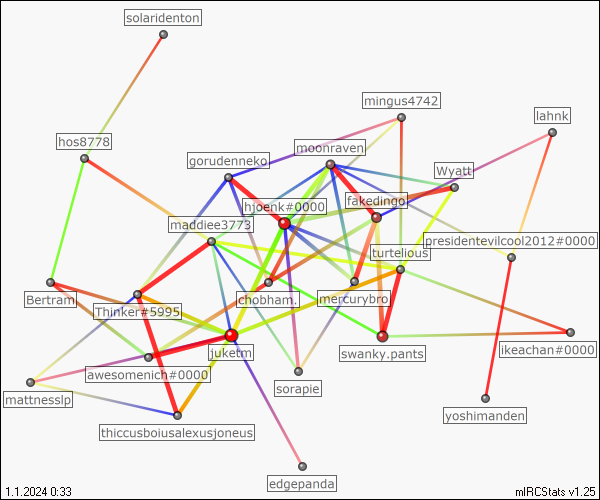 solaridenton
mingus4742
lahnk
hos8778
moonraven
gorudenneko
Wyatt
fakedingo
hjoenk#0000
maddiee3773
presidentevilcool2012#0000
turtelious
Bertram
Thinker#5995
chobham.
mercurybro
juketm
swanky.pants
ikeachan#0000
awesomenich#0000
sorapie
mattnesslp
yoshimanden
thiccusboiusalexusjoneus
edgepanda
1.1.2024 0:33
mIRCStats v1.25